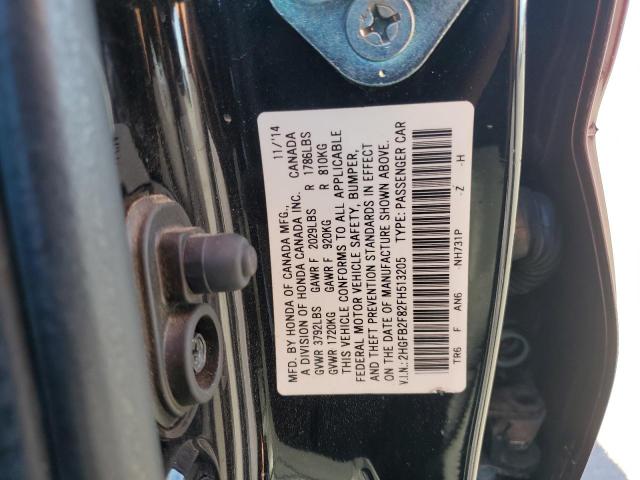 MFD. BY HONDA OF CANADA MFG., 11/'14
A DIVISION OF HONDA CANADA INC. CANADA
GVWR 3792LBS GAWR F 2029LBS R 1786LBS
GVWR 1720KG GAWR F 920KG R 810KG
THIS VEHICLE CONFORMS TO ALL APPLICABLE
FEDERAL MOTOR VEHICLE SAFETY, BUMPER,
AND THEFT PREVENTION STANDARDS IN EFFECT
ON THE DATE OF MANUFACTURE SHOWN ABOVE.
V.I.N.: 2HGFB2F82FH513205 TYPE: PASSENGER CAR
TR6 F AN6 NH731P Z H